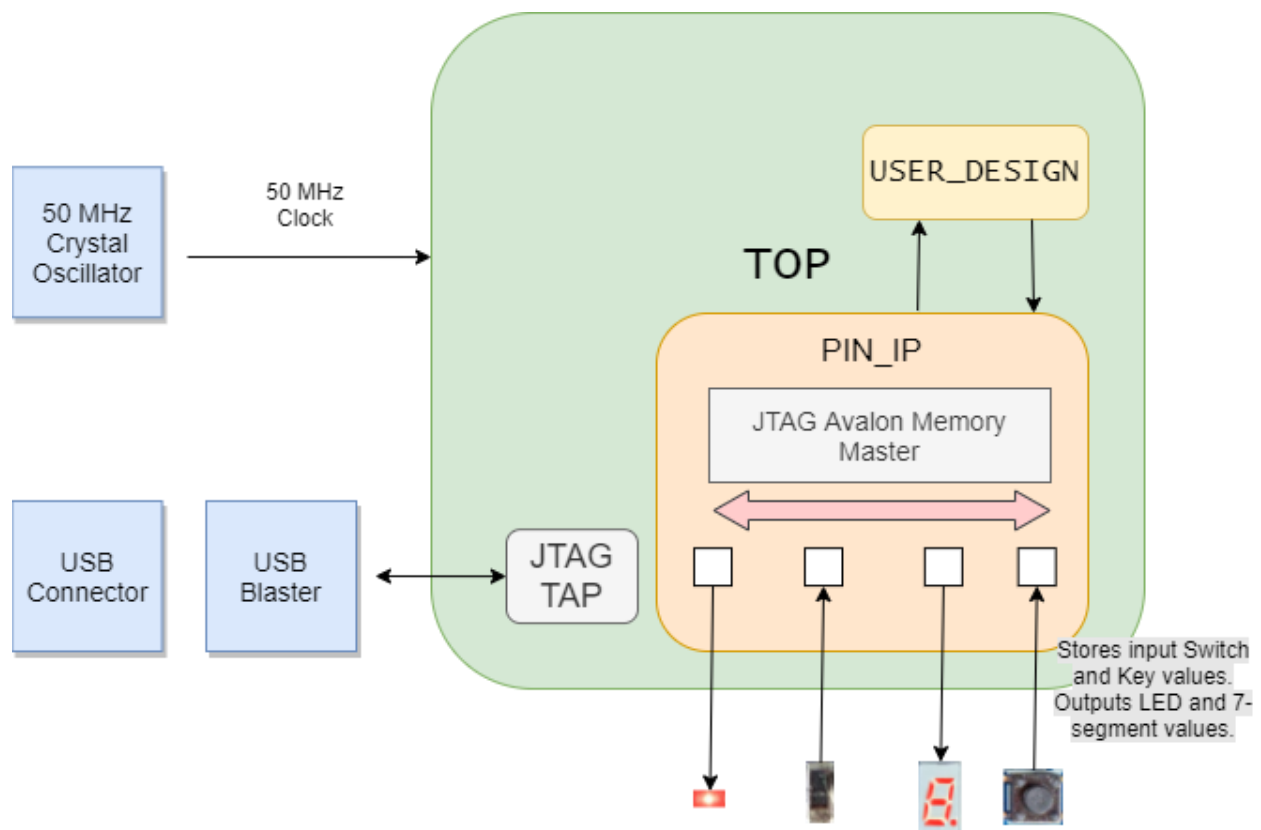 50 MHz
Crystal
Oscillator
50 MHz
Clock
USER_DESIGN
TOP
PIN_IP
JTAG Avalon Memory
Master
USB
Connector
USB
Blaster
JTAG
TAP
Stores input Switch
and Key values.
Outputs LED and 7-
segment values.